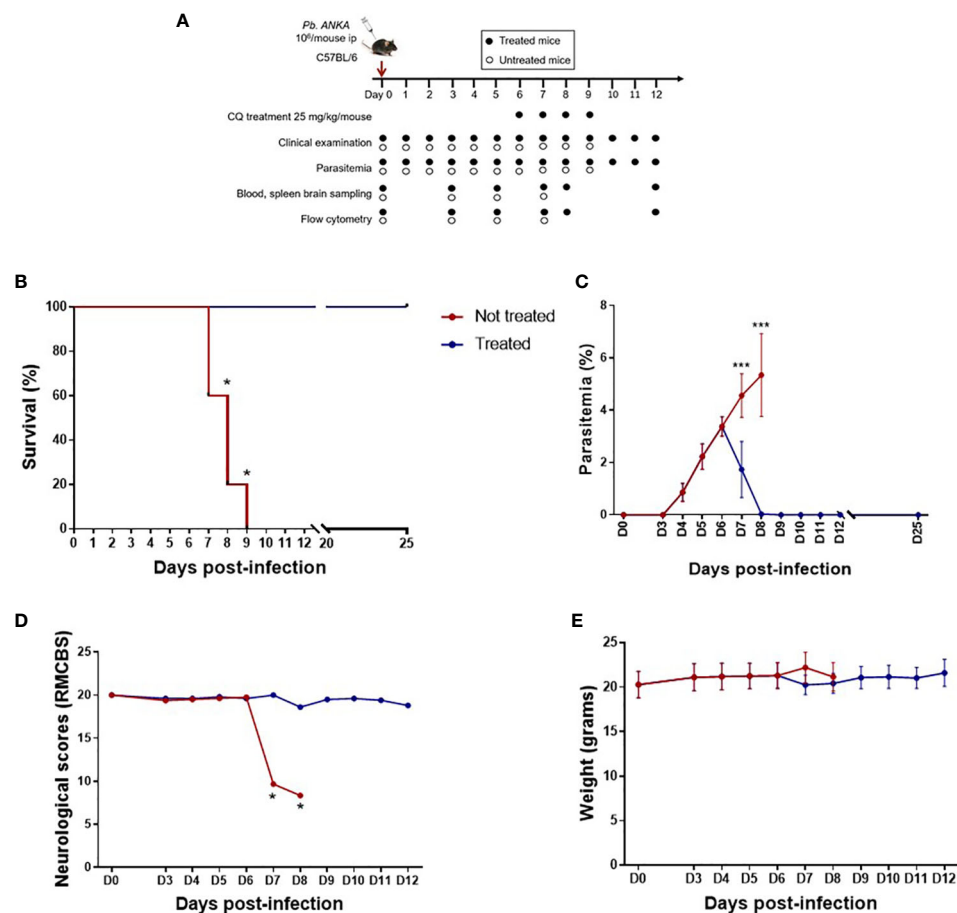 A
Pb. ANKA
10⁶/mouse ip
C57BL/6
Treated mice
Untreated mice
Day 0 1 2 3 4 5 6 7 8 9 10 11 12
CQ treatment 25 mg/kg/mouse
Clinical examination
Parasitemia
Blood, spleen brain sampling
Flow cytometry
B
Survival (%)
100
80
60
40
20
0
* *
0 1 2 3 4 5 6 7 8 9 10 11 12 20 25
Days post-infection
Not treated
Treated
C
Parasitemia (%)
8
6
4
2
0
*** ***
D0 D3 D4 D5 D6 D7 D8 D9 D10 D11 D12 D25
Days post-infection
D
Neurological scores (RMCBS)
25
20
15
10
5
0
* *
D0 D3 D4 D5 D6 D7 D8 D9 D10 D11 D12
Days post-infection
E
Weight (grams)
25
20
15
10
5
0
D0 D3 D4 D5 D6 D7 D8 D9 D10 D11 D12
Days post-infection